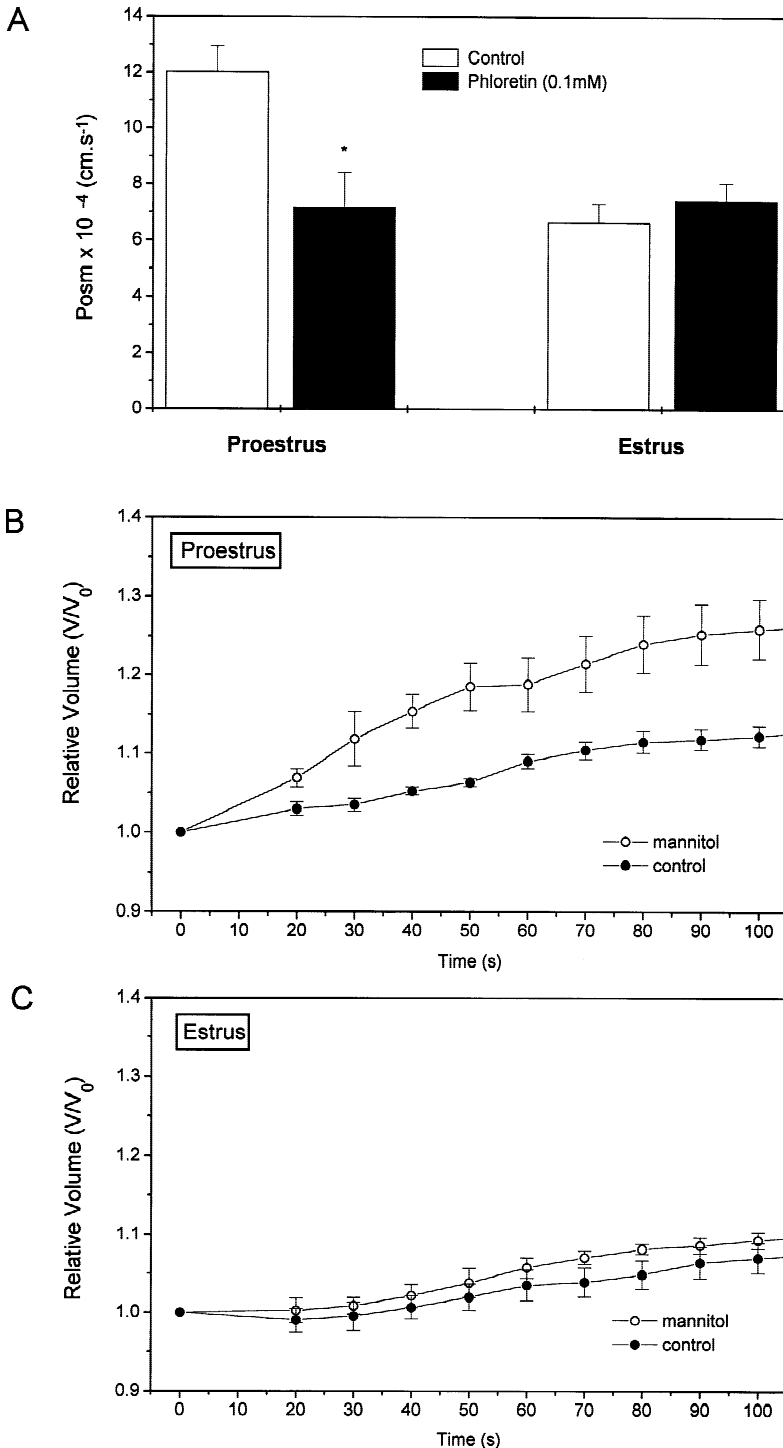 A
14
12
10
8
6
4
2
0
Posm x 10 -4 (cm.s-1)
Control
Phloretin (0.1mM)
*
Proestrus
Estrus
B
1.4
1.3
1.2
1.1
1.0
0.9
Relative Volume (V/V0)
Proestrus
mannitol
control
0 10 20 30 40 50 60 70 80 90 100
Time (s)
C
1.4
1.3
1.2
1.1
1.0
0.9
Relative Volume (V/V0)
Estrus
mannitol
control
0 10 20 30 40 50 60 70 80 90 100
Time (s)